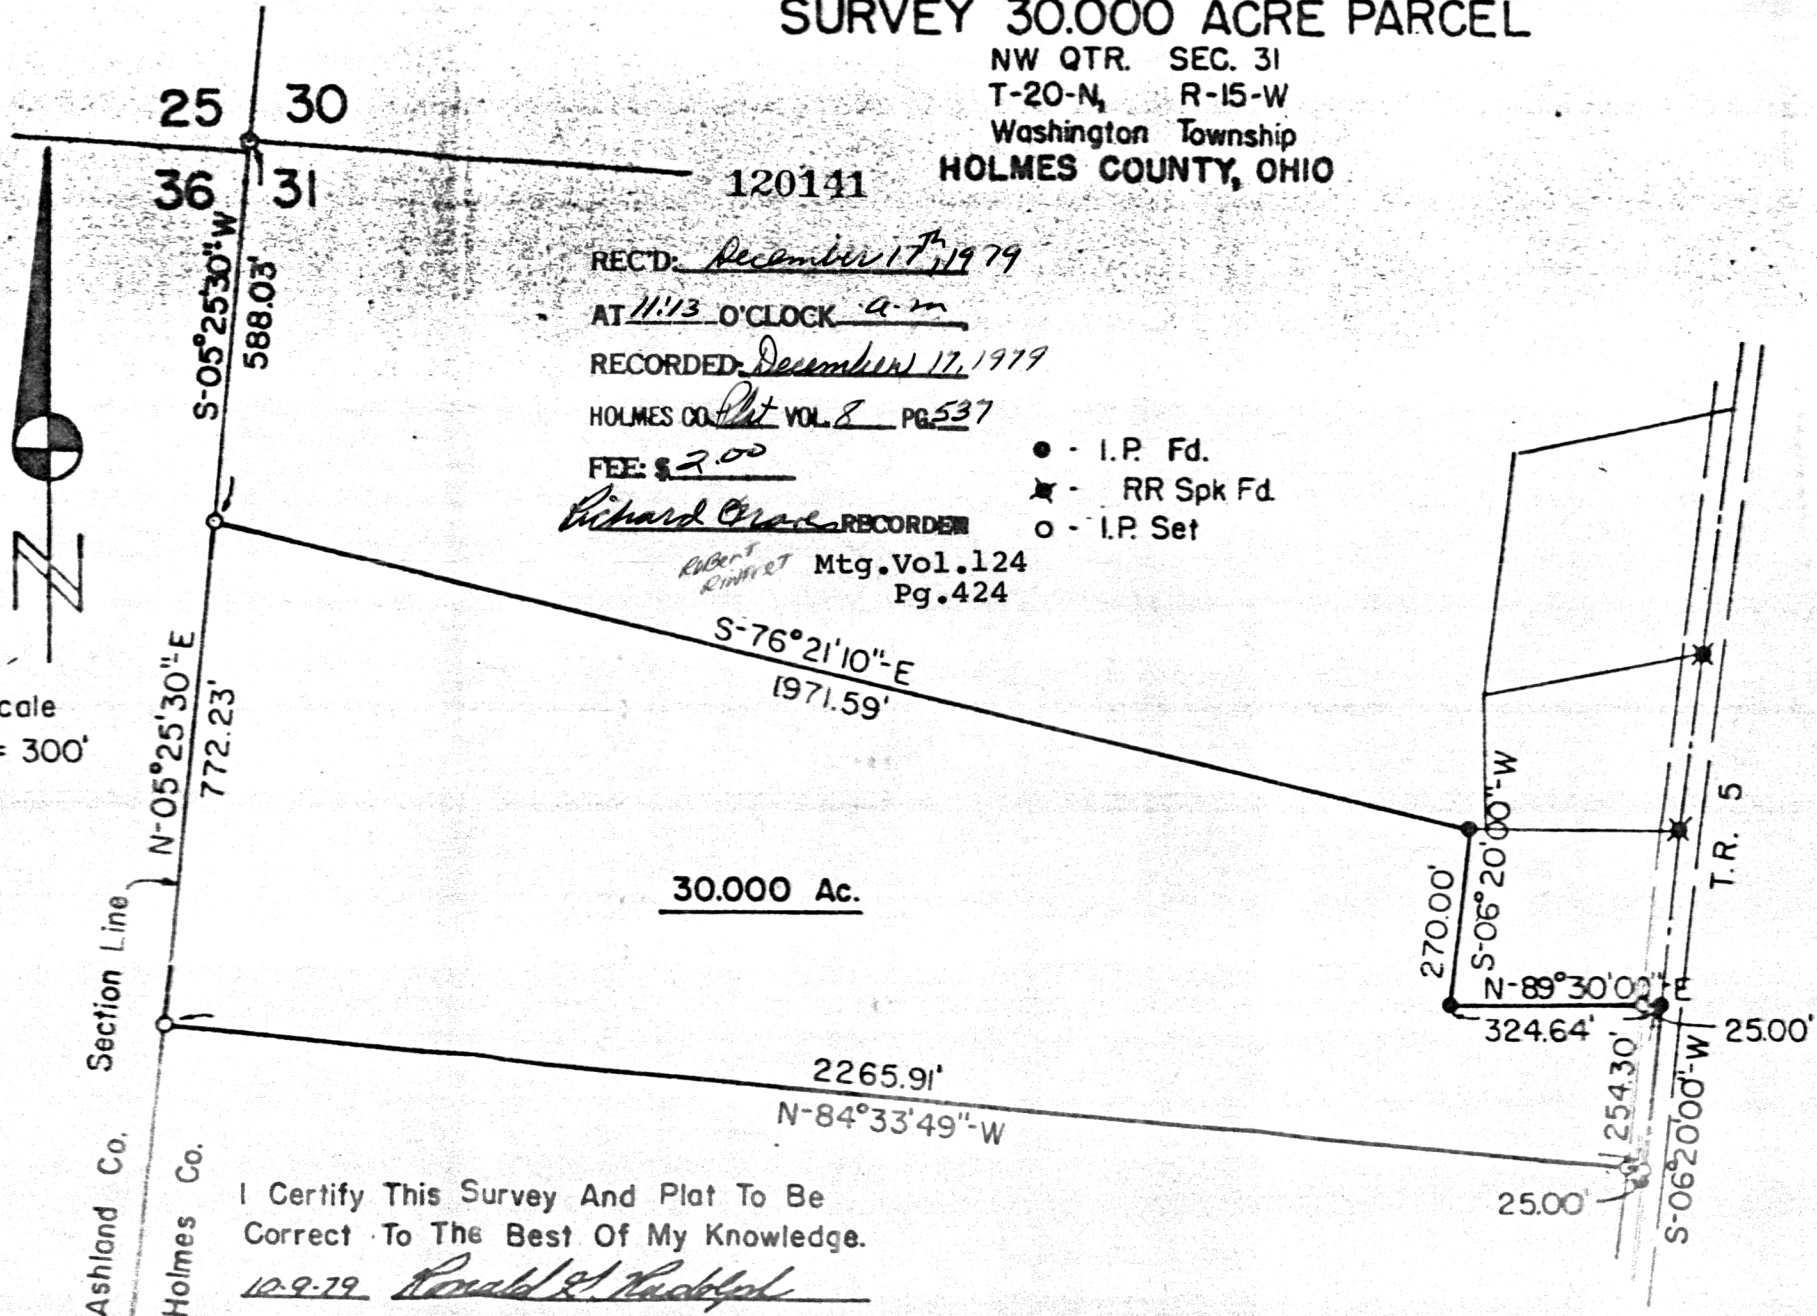 SURVEY 30.000 ACRE PARCEL
NW QTR. SEC. 31
T-20-N, R-15-W
Washington Township
HOLMES COUNTY, OHIO
25 30
36 31
120141
S-05°25'30"-W
588.03'
REC'D: December 17th, 1979
AT 11:13 O'CLOCK a.m
RECORDED: December 17, 1979
HOLMES CO. Plat VOL. 8 PG. 537
FEE: $ 2.00
Richard Graves RECORDER
Mtg.Vol.124
Pg.424
● - I.P. Fd.
RR Spk Fd.
○ - I.P. Set
N
cale
= 300'
N-05°25'30"-E
772.23'
S-76°21'10"-E
1971.59'
30.000 Ac.
270.00'
S-06°20'00"-W
T.R. 5
N-89°30'00"-E
324.64'
25.00'
254.30'
S-06°20'00"-W
25.00'
2265.91'
N-84°33'49"-W
Section Line
Ashland Co.
Holmes Co.
I Certify This Survey And Plat To Be
Correct To The Best Of My Knowledge.
10-9-79 Ronald G. Rudolph